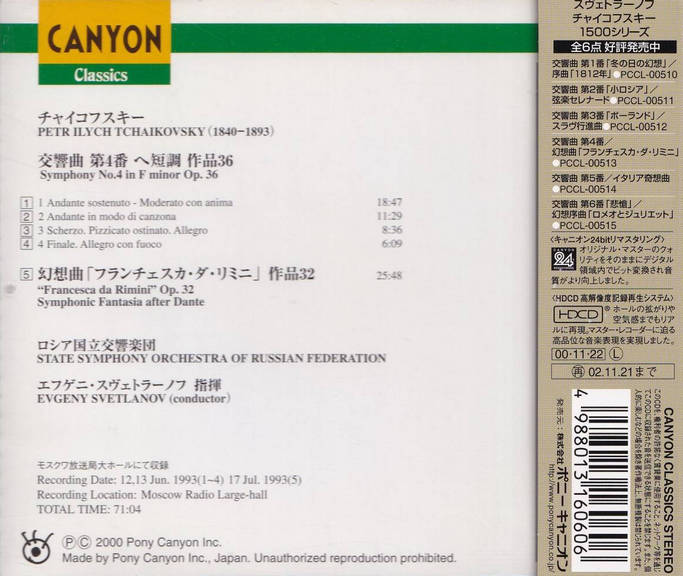 CANYON
Classics
チャイコフスキー
PETR ILYCH TCHAIKOVSKY (1840–1893)
交響曲 第4番 ヘ短調 作品36
Symphony No.4 in F minor Op. 36
1 1 Andante sostenuto - Moderato con anima 18:47
2 2 Andante in modo di canzona 11:29
3 3 Scherzo. Pizzicato ostinato. Allegro 8:36
4 4 Finale. Allegro con fuoco 6:09
5 幻想曲「フランチェスカ・ダ・リミニ」作品32
“Francesca da Rimini” Op. 32 25:48
Symphonic Fantasia after Dante
ロシア国立交響楽団
STATE SYMPHONY ORCHESTRA OF RUSSIAN FEDERATION
エフゲニ・スヴェトラーノフ 指揮
EVGENY SVETLANOV (conductor)
モスクワ放送局大ホールにて収録
Recording Date: 12,13 Jun. 1993(1~4) 17 Jul. 1993(5)
Recording Location: Moscow Radio Large-hall
TOTAL TIME: 71:04
Ⓟ Ⓒ 2000 Pony Canyon Inc.
Made by Pony Canyon Inc., Japan. Unauthorized reproduction prohibited.
スヴェトラーノフ
チャイコフスキー
1500シリーズ
全6点 好評発売中
交響曲 第1番「冬の日の幻想」／
序曲「1812年」●PCCL-00510
交響曲 第2番「小ロシア」／
弦楽セレナード●PCCL-00511
交響曲 第3番「ポーランド」／
スラヴ行進曲●PCCL-00512
交響曲 第4番／
幻想曲「フランチェスカ・ダ・リミニ」
●PCCL-00513
交響曲 第5番／イタリア奇想曲
●PCCL-00514
交響曲 第6番「悲愴」／
幻想序曲「ロメオとジュリエット」
●PCCL-00515
〈キャニオン24bitリマスタリング〉
CANYON
24
オリジナル・マスターのクォ
リティをそのままにデジタル
領域内でビット変換され音
質がより向上しました。
〈HDCD 高解像度記録再生システム〉
HDCD® ホールの拡がりや
空気感までもリア
ルに再現。マスター・レコーダーに迫る
高品位な音楽表現を実現しました。
00·11·22 Ⓛ
再 02.11.21まで
CANYON CLASSICS STEREO
発売元：株式会社ポニーキャニオン
http://www.ponycanyon.co.jp/
4 988013 160606